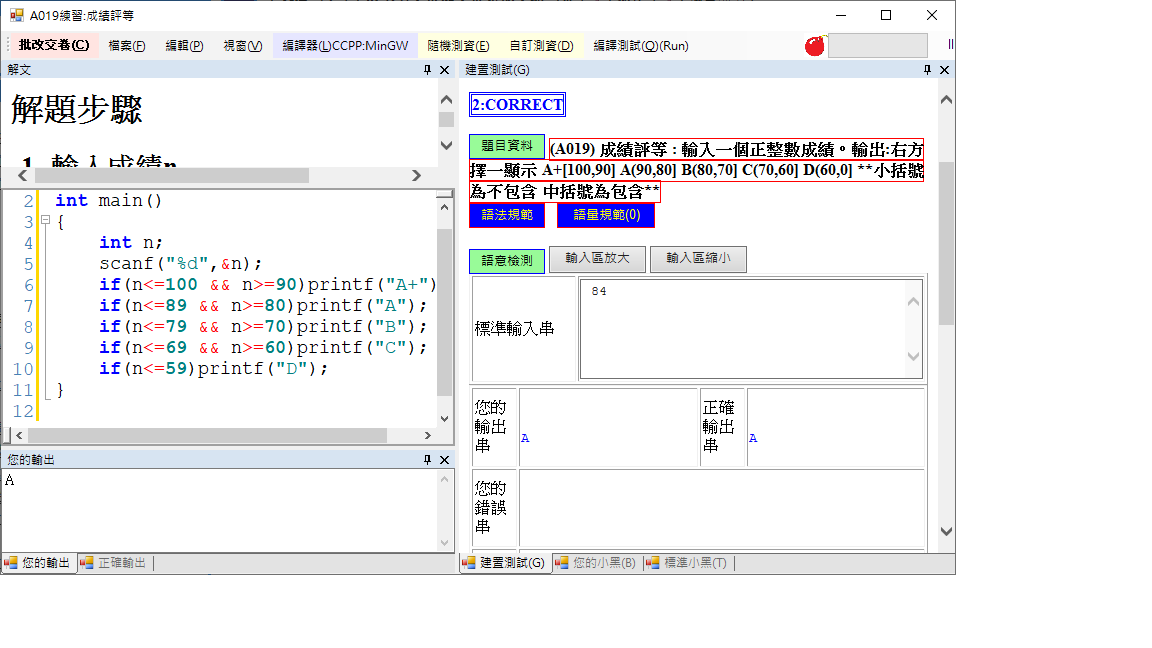 A019練習:成績評等
批改交卷(C) 檔案(F) 編輯(P) 視窗(V) 編譯器(L)CCPP:MinGW 隨機測資(E) 自訂測資(D) 編譯測試(Q)(Run)
解文
解題步驟
1. 輸入成績n
2 int main()
3 {
4 int n;
5 scanf("%d",&n);
6 if(n<=100 && n>=90)printf("A+")
7 if(n<=89 && n>=80)printf("A");
8 if(n<=79 && n>=70)printf("B");
9 if(n<=69 && n>=60)printf("C");
10 if(n<=59)printf("D");
11 }
12
您的輸出
A
您的輸出 正確輸出
建置測試(G)
2:CORRECT
題目資料 (A019) 成績評等 : 輸入一個正整數成績。輸出:右方
擇一顯示 A+[100,90] A(90,80] B(80,70] C(70,60] D(60,0] **小括號
為不包含 中括號為包含**
語法規範 語量規範(0)
語意檢測 輸入區放大 輸入區縮小
標準輸入串
84
您的
輸出
串
A
正確
輸出
串
A
您的
錯誤
串
建置測試(G) 您的小黑(B) 標準小黑(T)